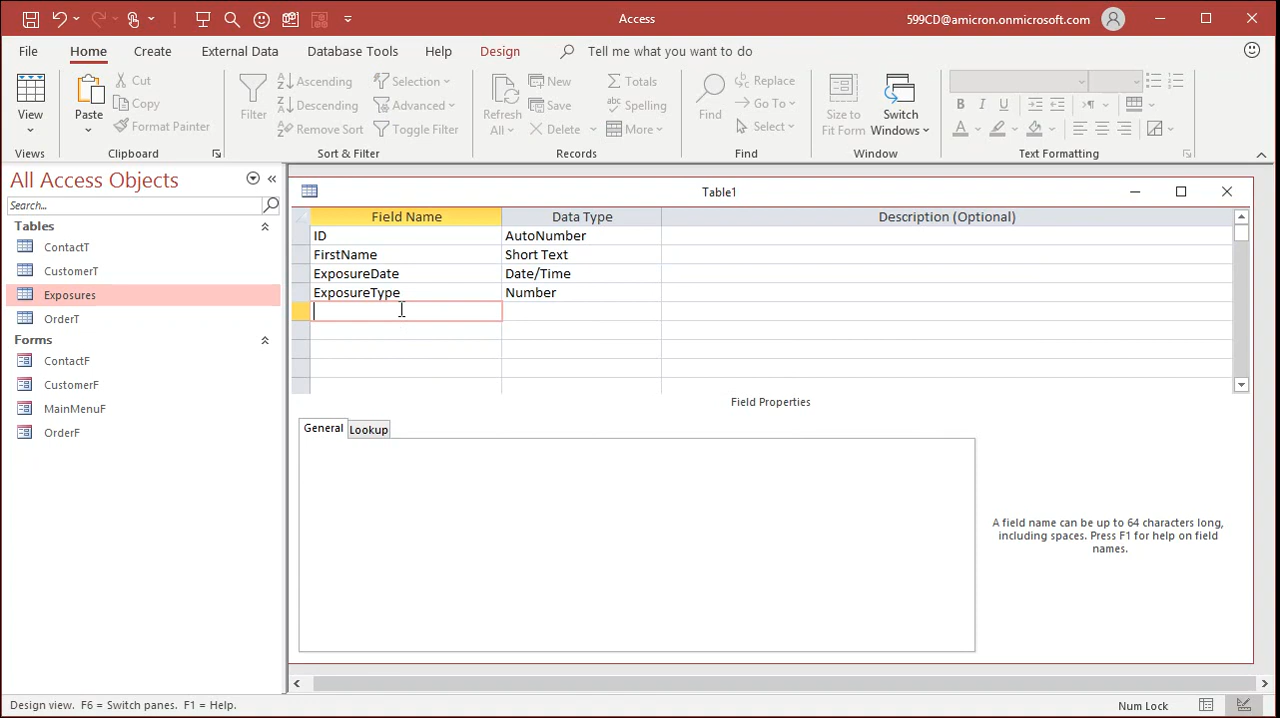 Access
599CD@amicron.onmicrosoft.com
File
Home
Create
External Data
Database Tools
Help
Design
Tell me what you want to do
View
Views
Paste
Cut
Copy
Format Painter
Clipboard
Filter
Ascending
Descending
Remove Sort
Selection
Advanced
Toggle Filter
Sort & Filter
Refresh
All
New
Save
Delete
Totals
Spelling
More
Records
Find
Replace
Go To
Select
Find
Size to
Fit Form
Switch
Windows
Window
B I U
Text Formatting
All Access Objects
Search...
Tables
ContactT
CustomerT
Exposures
OrderT
Forms
ContactF
CustomerF
MainMenuF
OrderF
Table1
Field Name Data Type Description (Optional)
ID AutoNumber
FirstName Short Text
ExposureDate Date/Time
ExposureType Number
Field Properties
General Lookup
A field name can be up to 64 characters long,
including spaces. Press F1 for help on field
names.
Design view. F6 = Switch panes. F1 = Help.
Num Lock